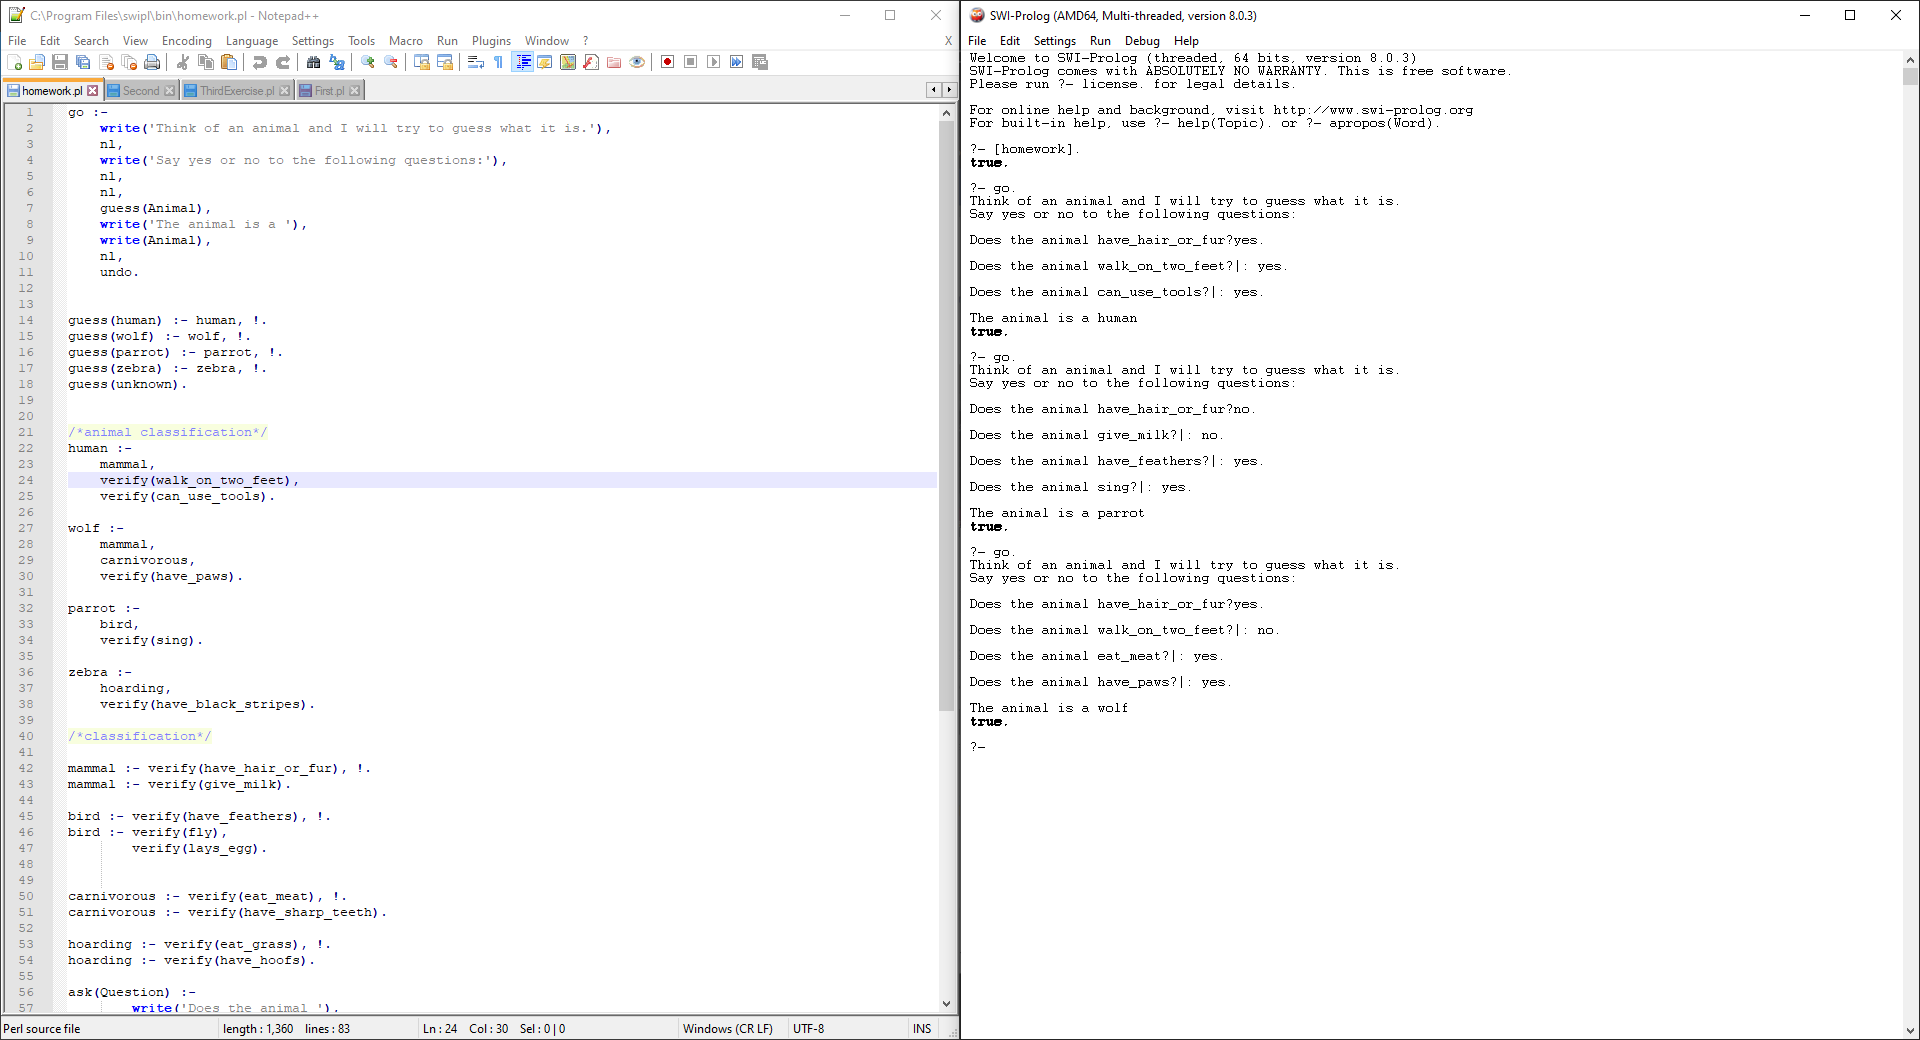 C:\Program Files\swipl\bin\homework.pl - Notepad++
File Edit Search View Encoding Language Settings Tools Macro Run Plugins Window ? X
homework.pl Second ThirdExercise.pl First.pl
1 go :-
2 write('Think of an animal and I will try to guess what it is.'),
3 nl,
4 write('Say yes or no to the following questions:'),
5 nl,
6 nl,
7 guess(Animal),
8 write('The animal is a '),
9 write(Animal),
10 nl,
11 undo.
12
13
14 guess(human) :- human, !.
15 guess(wolf) :- wolf, !.
16 guess(parrot) :- parrot, !.
17 guess(zebra) :- zebra, !.
18 guess(unknown).
19
20
21 /*animal classification*/
22 human :-
23 mammal,
24 verify(walk_on_two_feet),
25 verify(can_use_tools).
26
27 wolf :-
28 mammal,
29 carnivorous,
30 verify(have_paws).
31
32 parrot :-
33 bird,
34 verify(sing).
35
36 zebra :-
37 hoarding,
38 verify(have_black_stripes).
39
40 /*classification*/
41
42 mammal :- verify(have_hair_or_fur), !.
43 mammal :- verify(give_milk).
44
45 bird :- verify(have_feathers), !.
46 bird :- verify(fly),
47 verify(lays_egg).
48
49
50 carnivorous :- verify(eat_meat), !.
51 carnivorous :- verify(have_sharp_teeth).
52
53 hoarding :- verify(eat_grass), !.
54 hoarding :- verify(have_hoofs).
55
56 ask(Question) :-
57 write('Does the animal '),
Perl source file length : 1,360 lines : 83 Ln : 24 Col : 30 Sel : 0 | 0 Windows (CR LF) UTF-8 INS
SWI-Prolog (AMD64, Multi-threaded, version 8.0.3)
File Edit Settings Run Debug Help
Welcome to SWI-Prolog (threaded, 64 bits, version 8.0.3)
SWI-Prolog comes with ABSOLUTELY NO WARRANTY. This is free software.
Please run ?- license. for legal details.
For online help and background, visit http://www.swi-prolog.org
For built-in help, use ?- help(Topic). or ?- apropos(Word).
?- [homework].
true.
?- go.
Think of an animal and I will try to guess what it is.
Say yes or no to the following questions:
Does the animal have_hair_or_fur?yes.
Does the animal walk_on_two_feet?|: yes.
Does the animal can_use_tools?|: yes.
The animal is a human
true.
?- go.
Think of an animal and I will try to guess what it is.
Say yes or no to the following questions:
Does the animal have_hair_or_fur?no.
Does the animal give_milk?|: no.
Does the animal have_feathers?|: yes.
Does the animal sing?|: yes.
The animal is a parrot
true.
?- go.
Think of an animal and I will try to guess what it is.
Say yes or no to the following questions:
Does the animal have_hair_or_fur?yes.
Does the animal walk_on_two_feet?|: no.
Does the animal eat_meat?|: yes.
Does the animal have_paws?|: yes.
The animal is a wolf
true.
?-